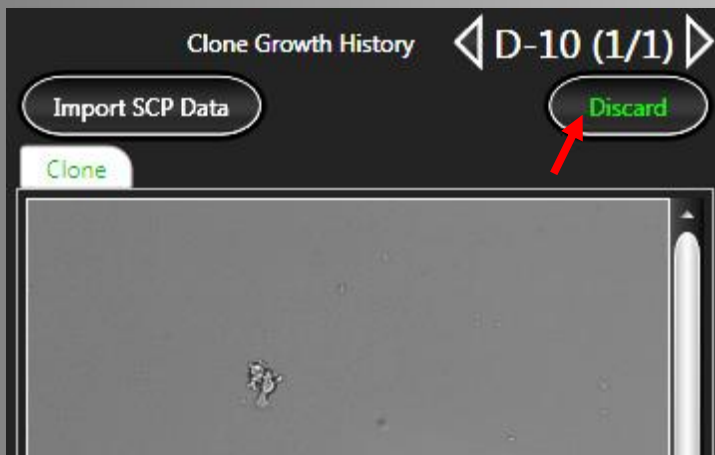 Clone Growth History D-10 (1/1)
Import SCP Data Discard
Clone